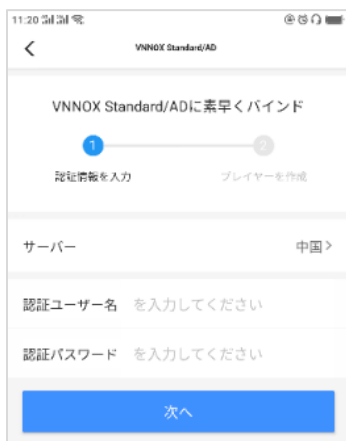 11:20
VNNOX Standard/AD
VNNOX Standard/ADに素早くバインド
1 2
認証情報を入力 プレイヤーを作成
サーバー 中国>
認証ユーザー名 を入力してください
認証パスワード を入力してください
次へ